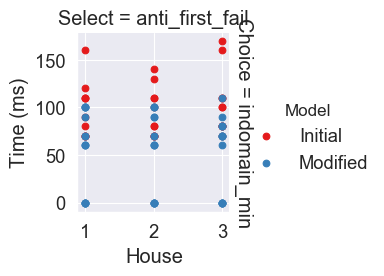 Select = anti_first_fail
Choice = indomain_min
Time (ms)
150
100
50
0
1 2 3
House
Model
Initial
Modified